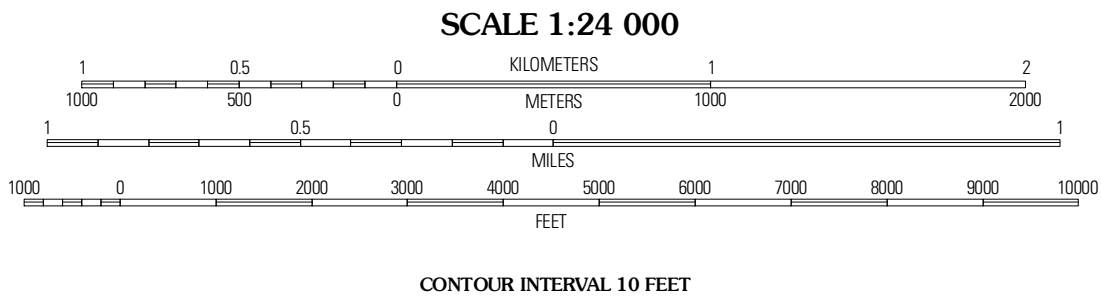 SCALE 1:24 000
1 0.5 0 KILOMETERS 1 2
1000 500 0 METERS 1000 2000
1 0.5 0 1
MILES
1000 0 1000 2000 3000 4000 5000 6000 7000 8000 9000 10000
FEET
CONTOUR INTERVAL 10 FEET